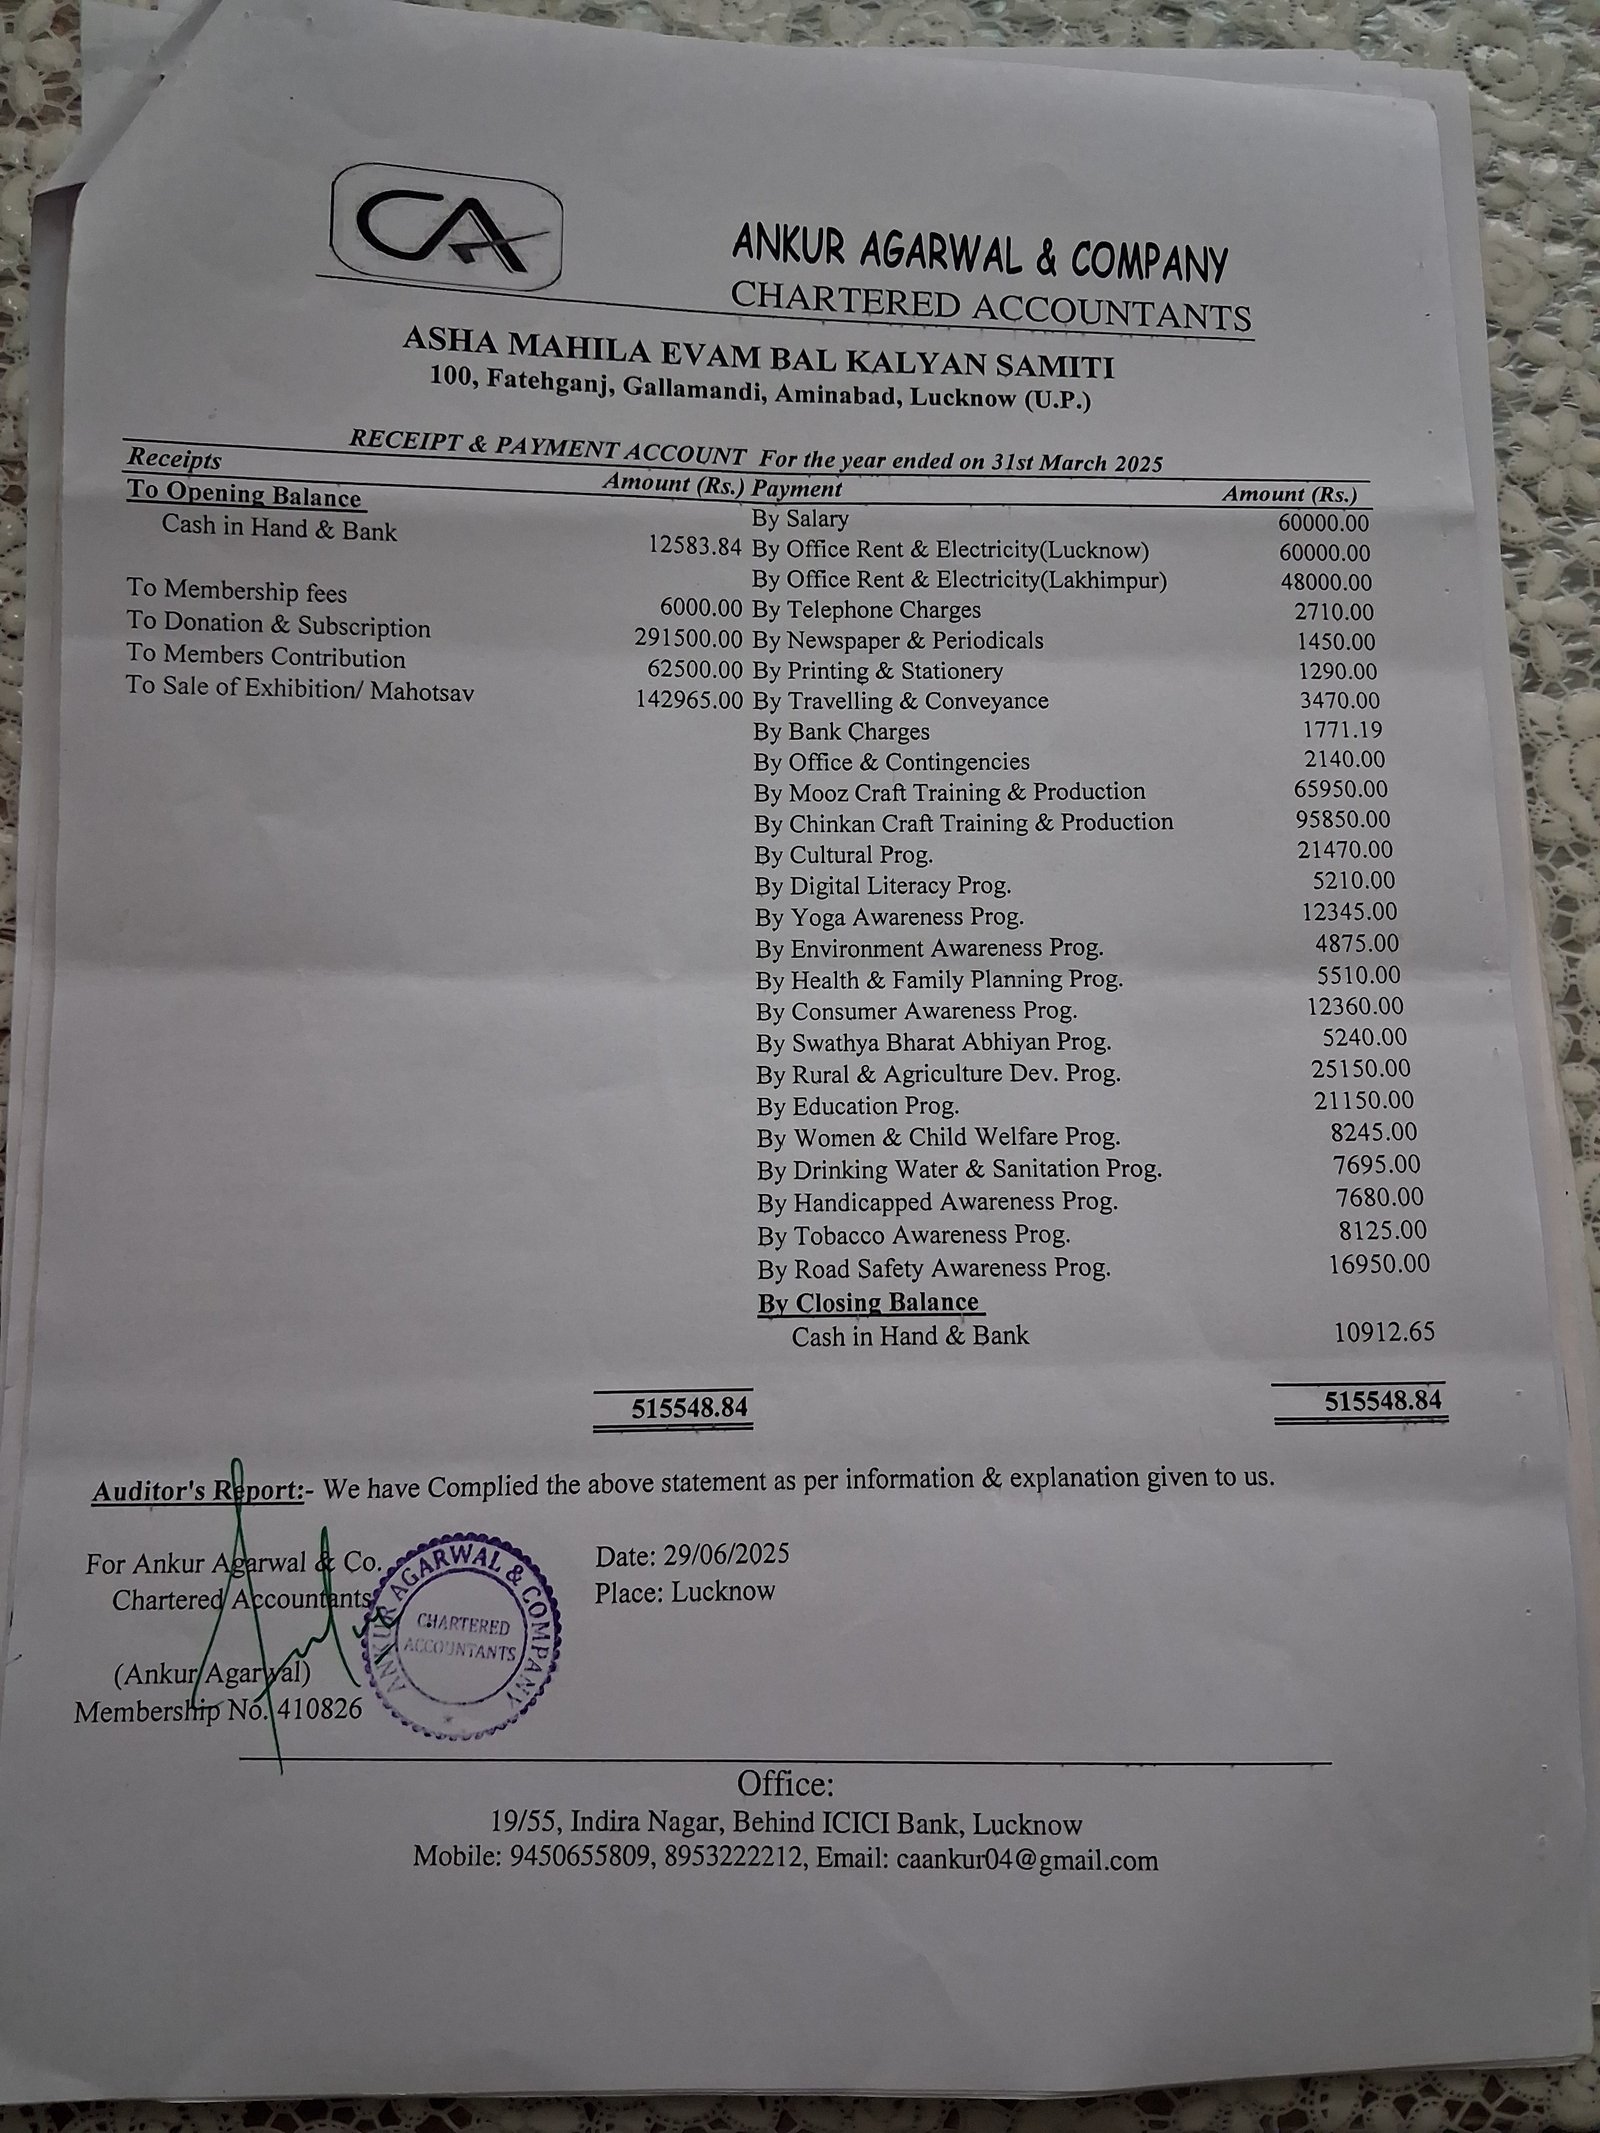 CA
ANKUR AGARWAL & COMPANY
CHARTERED ACCOUNTANTS
ASHA MAHILA EVAM BAL KALYAN SAMITI
100, Fatehganj, Gallamandi, Aminabad, Lucknow (U.P.)
RECEIPT & PAYMENT ACCOUNT For the year ended on 31st March 2025
Receipts Amount (Rs.) Payment Amount (Rs.)
To Opening Balance By Salary 60000.00
Cash in Hand & Bank 12583.84 By Office Rent & Electricity(Lucknow) 60000.00
By Office Rent & Electricity(Lakhimpur) 48000.00
To Membership fees 6000.00 By Telephone Charges 2710.00
To Donation & Subscription 291500.00 By Newspaper & Periodicals 1450.00
To Members Contribution 62500.00 By Printing & Stationery 1290.00
To Sale of Exhibition/ Mahotsav 142965.00 By Travelling & Conveyance 3470.00
By Bank Charges 1771.19
By Office & Contingencies 2140.00
By Mooz Craft Training & Production 65950.00
By Chinkan Craft Training & Production 95850.00
By Cultural Prog. 21470.00
By Digital Literacy Prog. 5210.00
By Yoga Awareness Prog. 12345.00
By Environment Awareness Prog. 4875.00
By Health & Family Planning Prog. 5510.00
By Consumer Awareness Prog. 12360.00
By Swathya Bharat Abhiyan Prog. 5240.00
By Rural & Agriculture Dev. Prog. 25150.00
By Education Prog. 21150.00
By Women & Child Welfare Prog. 8245.00
By Drinking Water & Sanitation Prog. 7695.00
By Handicapped Awareness Prog. 7680.00
By Tobacco Awareness Prog. 8125.00
By Road Safety Awareness Prog. 16950.00
By Closing Balance
Cash in Hand & Bank 10912.65
515548.84 515548.84
Auditor's Report:- We have Complied the above statement as per information & explanation given to us.
For Ankur Agarwal & Co. Date: 29/06/2025
Chartered Accountants Place: Lucknow
ANKUR AGARWAL & COMPANY
CHARTERED
ACCOUNTANTS
(Ankur Agarwal)
Membership No. 410826
Office:
19/55, Indira Nagar, Behind ICICI Bank, Lucknow
Mobile: 9450655809, 8953222212, Email: caankur04@gmail.com